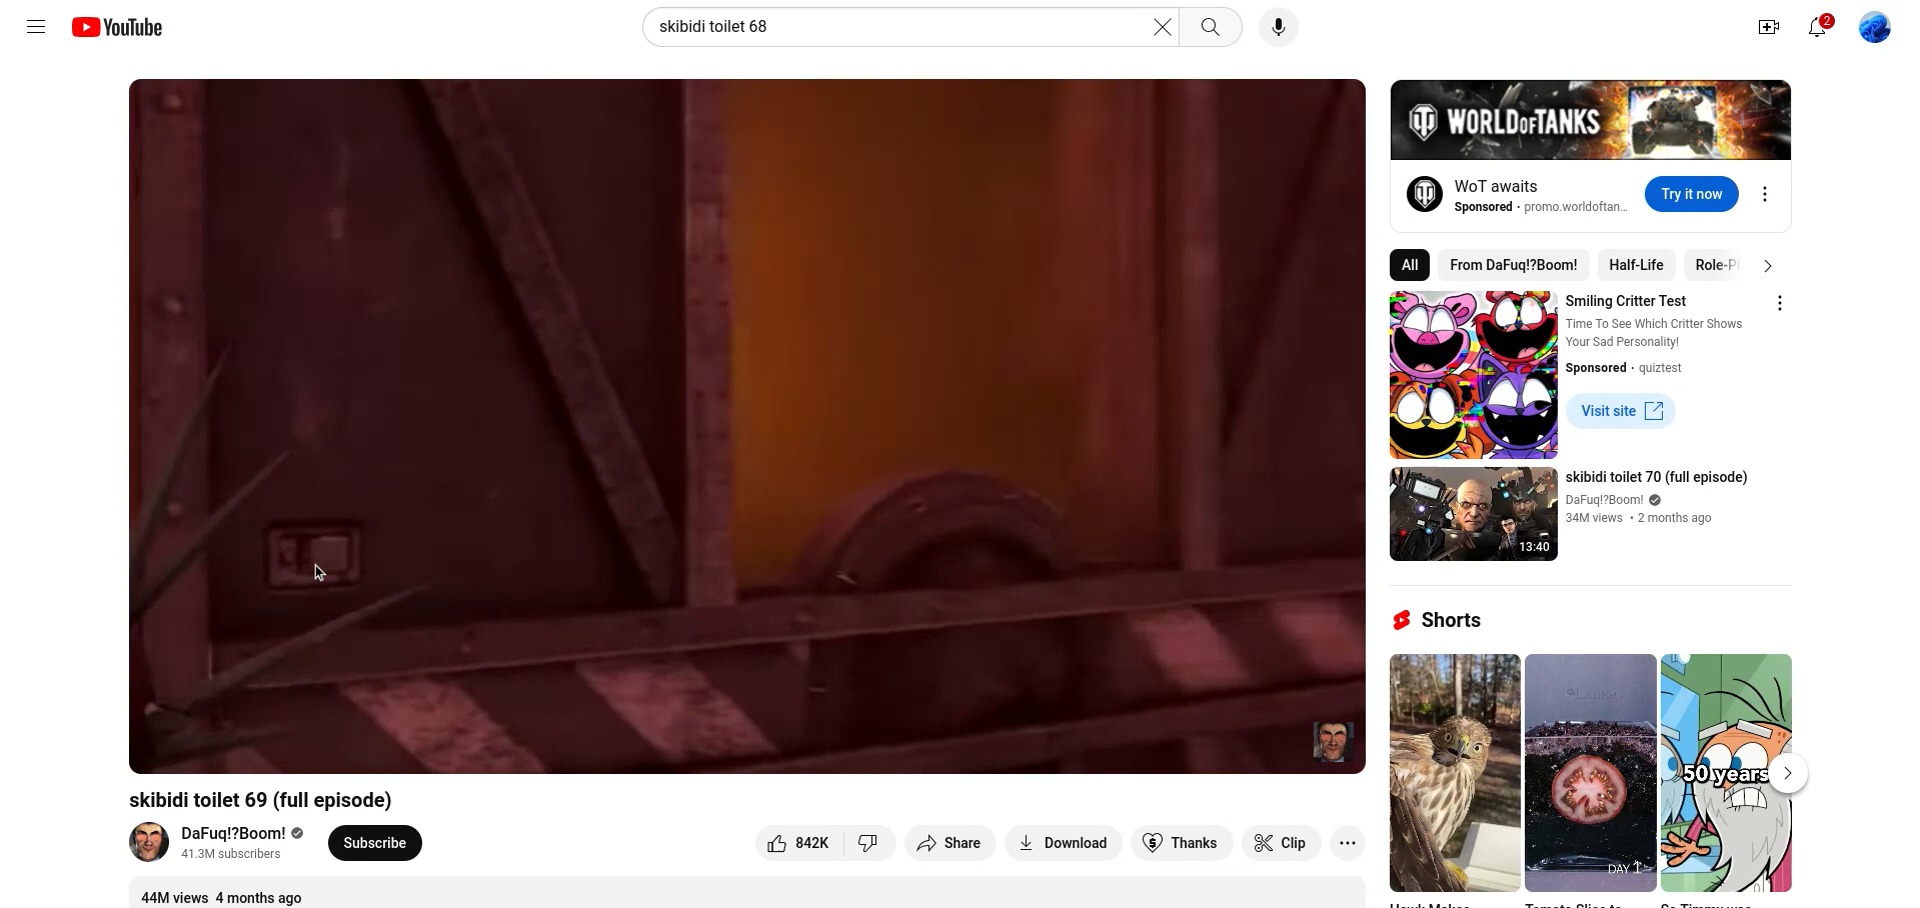 YouTube
skibidi toilet 68
2
WORLD OF TANKS
WoT awaits
Sponsored · promo.worldoftan...
Try it now
All
From DaFuq!?Boom!
Half-Life
Smiling Critter Test
Time To See Which Critter Shows
Your Sad Personality!
Sponsored · quiztest
Visit site
skibidi toilet 70 (full episode)
DaFuq!?Boom!
34M views • 2 months ago
13:40
Shorts
50 years
DAY 1
skibidi toilet 69 (full episode)
DaFuq!?Boom!
41.3M subscribers
Subscribe
842K
Share
Download
Thanks
Clip
44M views 4 months ago